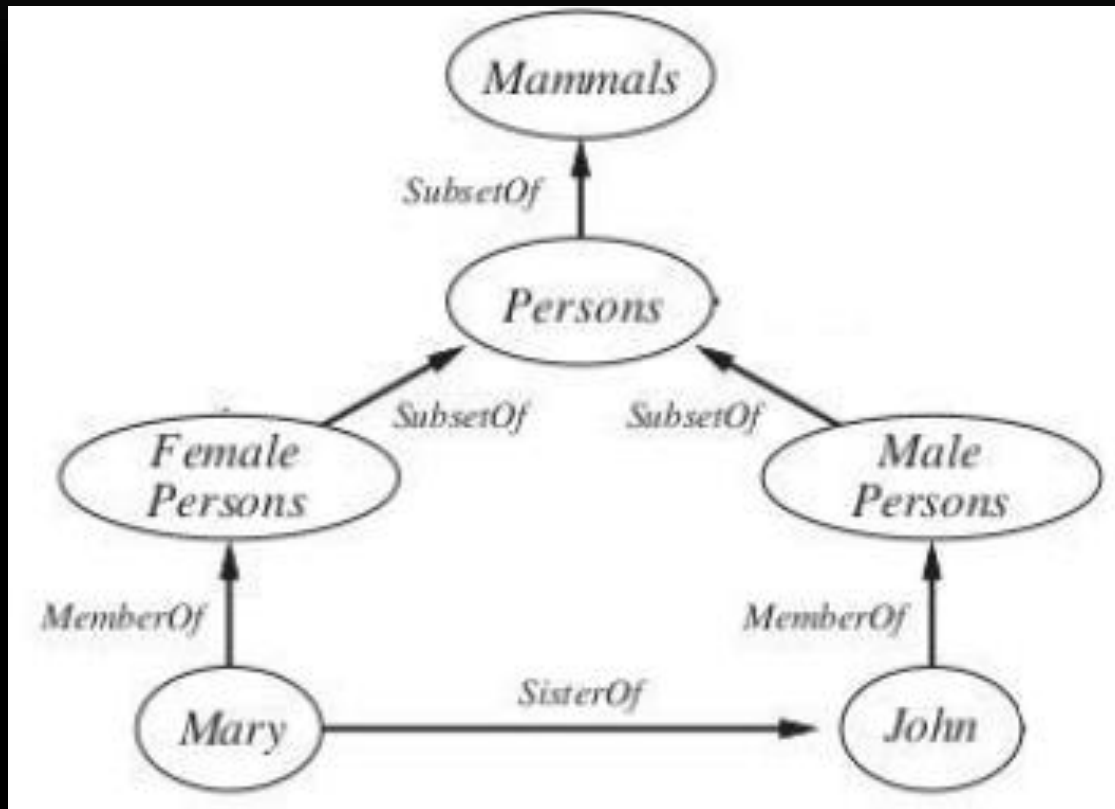 Mammals
SubsetOf
Persons
SubsetOf
SubsetOf
Female
Persons
Male
Persons
MemberOf
MemberOf
SisterOf
Mary
John